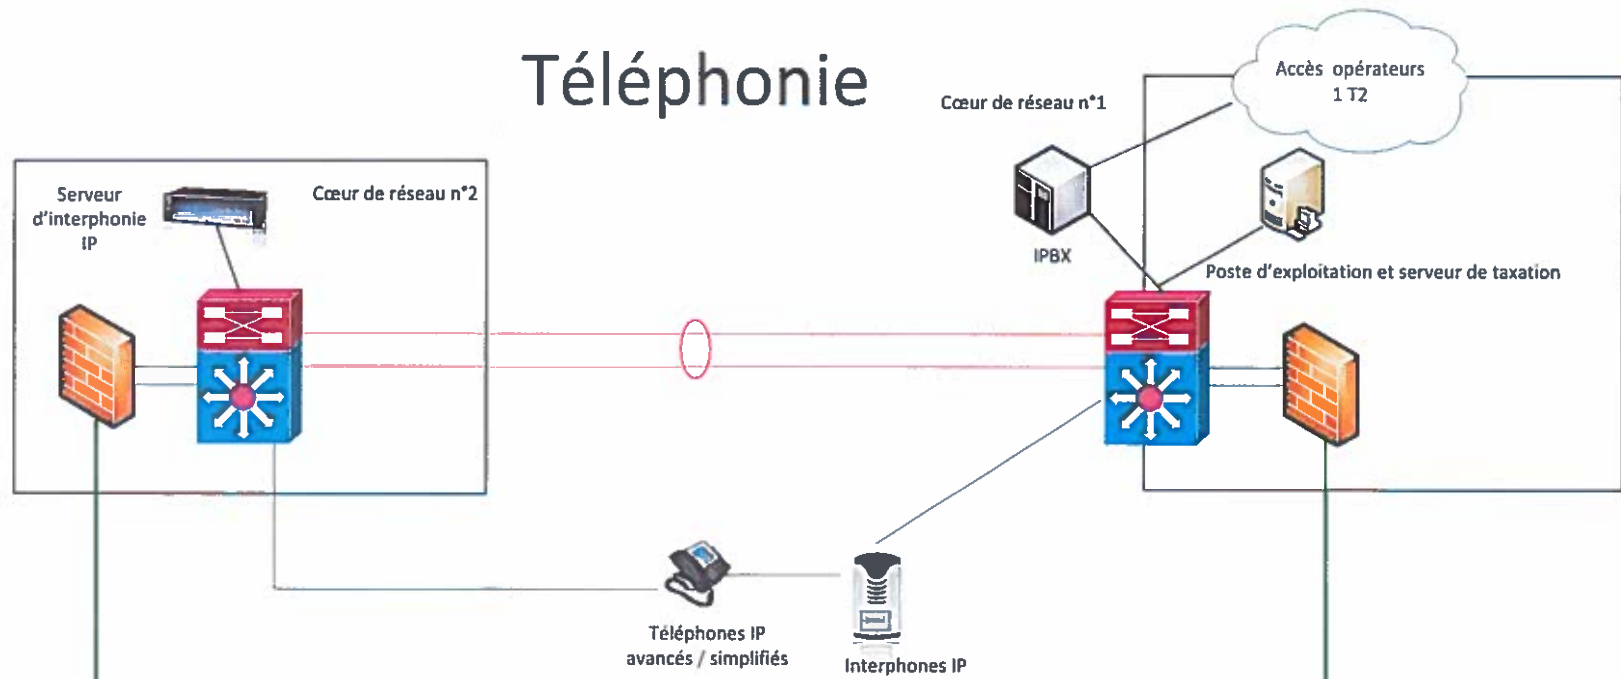 Téléphonie
Accès opérateurs
1 T2
Cœur de réseau n°1
Serveur
d'interphonie
IP
Cœur de réseau n°2
IPBX
Poste d'exploitation et serveur de taxation
Téléphones IP
avancés / simplifiés
Interphones IP